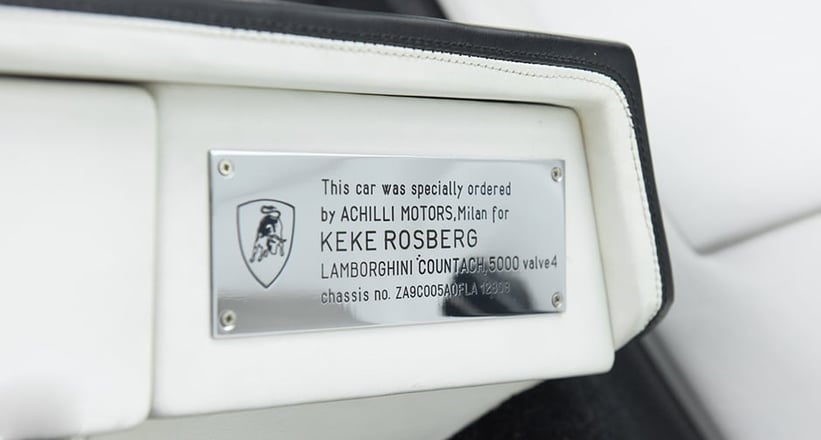 This car was specially ordered
by ACHILLI MOTORS, Milan for
KEKE ROSBERG
LAMBORGHINI COUNTACH 5000 valve4
chassis no. ZA9C005A0FLA